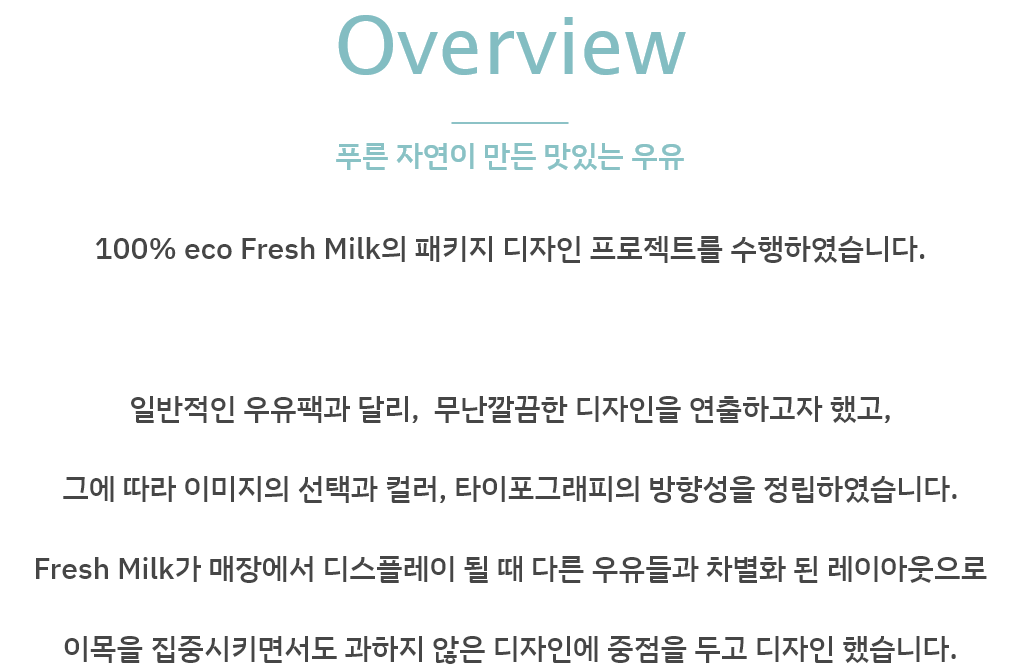 Overview
푸른 자연이 만든 맛있는 우유
100% eco Fresh Milk의 패키지 디자인 프로젝트를 수행하였습니다.
일반적인 우유팩과 달리,  무난깔끔한 디자인을 연출하고자 했고,
그에 따라 이미지의 선택과 컬러, 타이포그래피의 방향성을 정립하였습니다.
Fresh Milk가 매장에서 디스플레이 될 때 다른 우유들과 차별화 된 레이아웃으로
이목을 집중시키면서도 과하지 않은 디자인에 중점을 두고 디자인 했습니다.